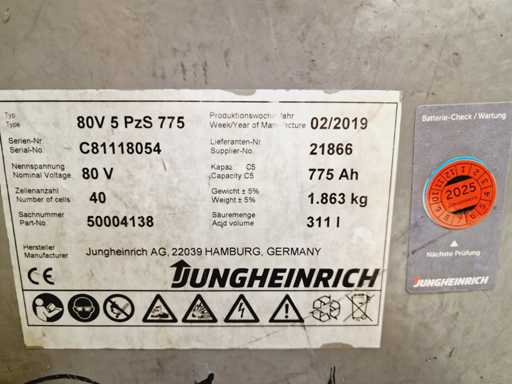 Typ
Type
80V 5 PzS 775
Produktionswoche/Jahr
Week/Year of Manufacture
02/2019
Serien-Nr
Serial-No.
C81118054
Lieferanten-Nr.
Supplier-No.
21866
Nennspannung
Nominal Voltage.
80 V
Kapaz. C5
Capacity C5
775 Ah
Zellenanzahl
Number of cells
40
Gewicht ± 5%
Weight ± 5%
1.863 kg
Sachnummer
Part-No.
50004138
Säuremenge
Acid volume
311 l
Hersteller
Manufacturer
Jungheinrich AG, 22039 HAMBURG, GERMANY
CE
JUNGHEINRICH
Batterie-Check / Wartung
2025
Nächste Prüfung
JUNGHEINRICH